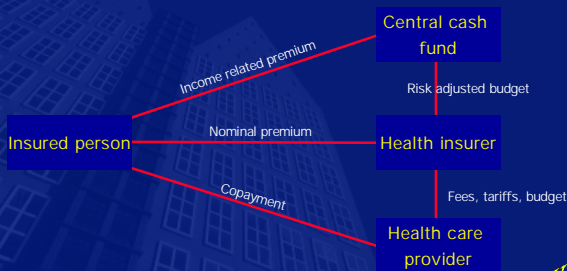 Central cash
fund
Income related premium
Risk adjusted budget
Insured person
Nominal premium
Health insurer
Copayment
Fees, tariffs, budget
Health care
provider